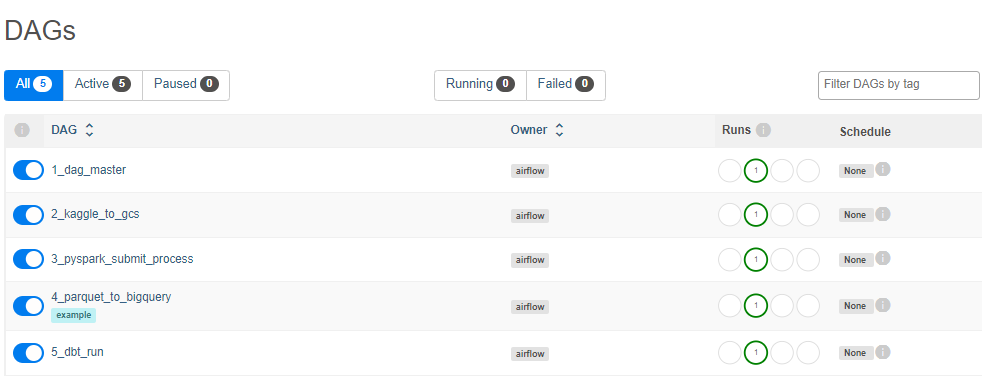 DAGs
All 5 Active 5 Paused 0 Running 0 Failed 0 Filter DAGs by tag
i DAG Owner Runs i Schedule
1_dag_master airflow 1 None i
2_kaggle_to_gcs airflow 1 None i
3_pyspark_submit_process airflow 1 None i
4_parquet_to_bigquery airflow 1 None i
example
5_dbt_run airflow 1 None i